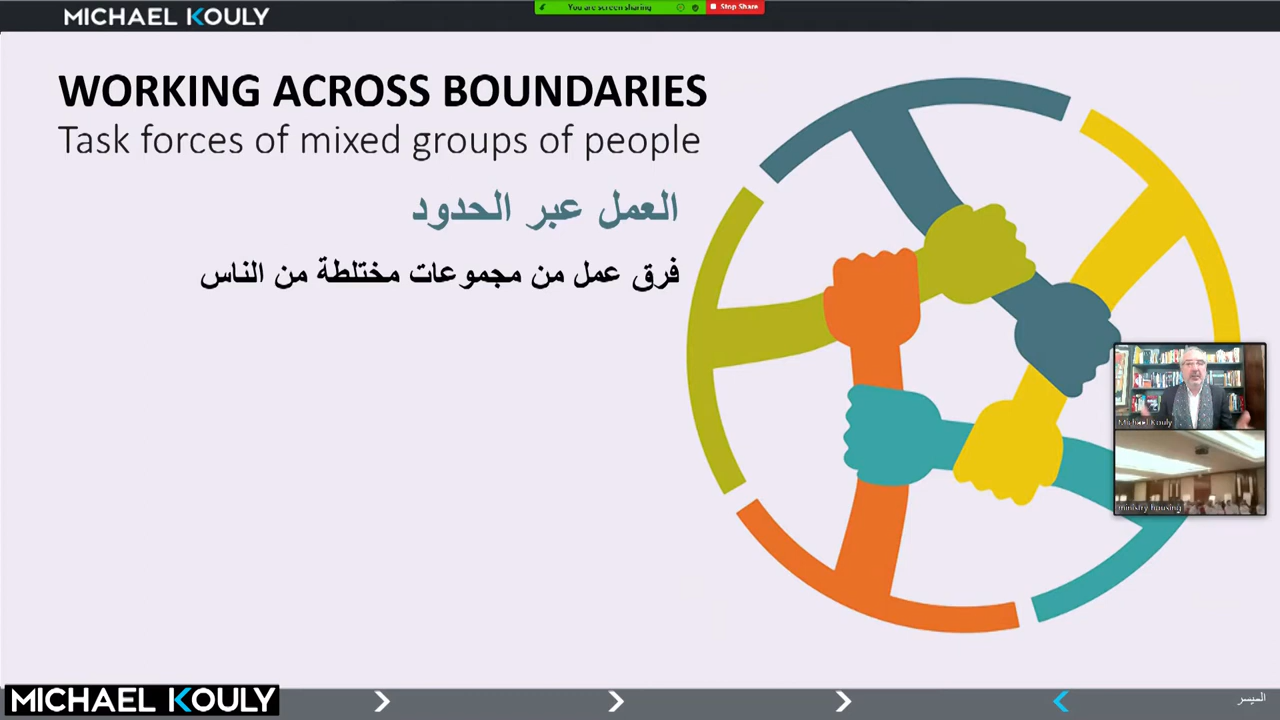 MICHAEL KOULY
You are screen sharing
Stop Share
WORKING ACROSS BOUNDARIES
Task forces of mixed groups of people
العمل عبر الحدود
فرق عمل من مجموعات مختلطة من الناس
Michael Kouly
ministry housing
MICHAEL KOULY
الميسر